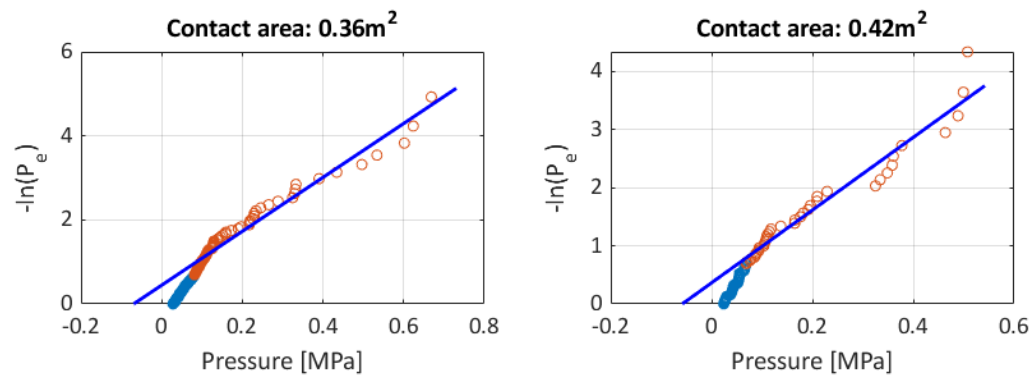 Contact area: 0.36m²
6
4
2
0
-ln(P_e)
-0.2 0 0.2 0.4 0.6 0.8
Pressure [MPa]
Contact area: 0.42m²
4
3
2
1
0
-ln(P_e)
-0.2 0 0.2 0.4 0.6
Pressure [MPa]